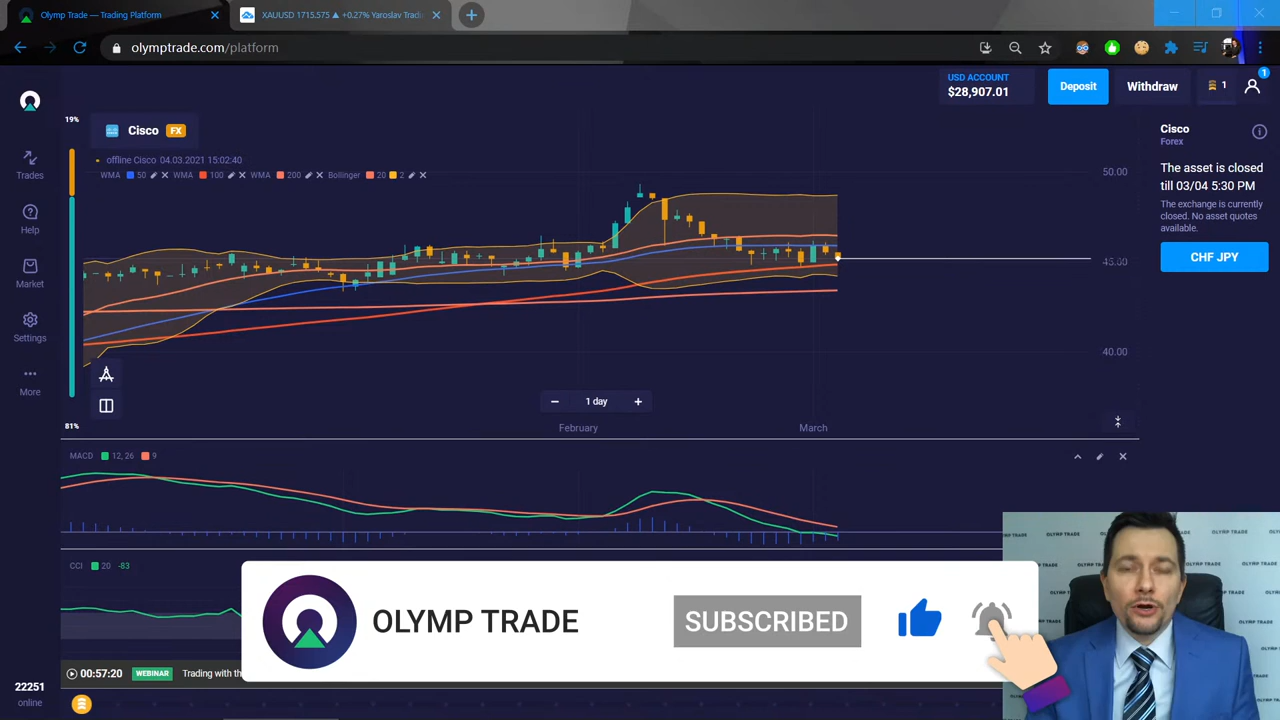 Olymp Trade — Trading Platform
XAUUSD 1715.575 ▲ +0.27% Yaroslav Tradi
olymptrade.com/platform
USD ACCOUNT
$28,907.01
Deposit
Withdraw
1
1
19%
Cisco FX
offline Cisco 04.03.2021 15:02:40
WMA 50 WMA 100 WMA 200 Bollinger 20 2
Trades
Help
Market
Settings
More
50.00
45.00
40.00
Cisco
Forex
The asset is closed
till 03/04 5:30 PM
The exchange is currently
closed. No asset quotes
available.
CHF JPY
1 day
81%
February
March
MACD 12, 26 9
CCI 20 -83
OLYMP TRADE
SUBSCRIBED
00:57:20 WEBINAR Trading with th
22251
online
OLYMP TRADE